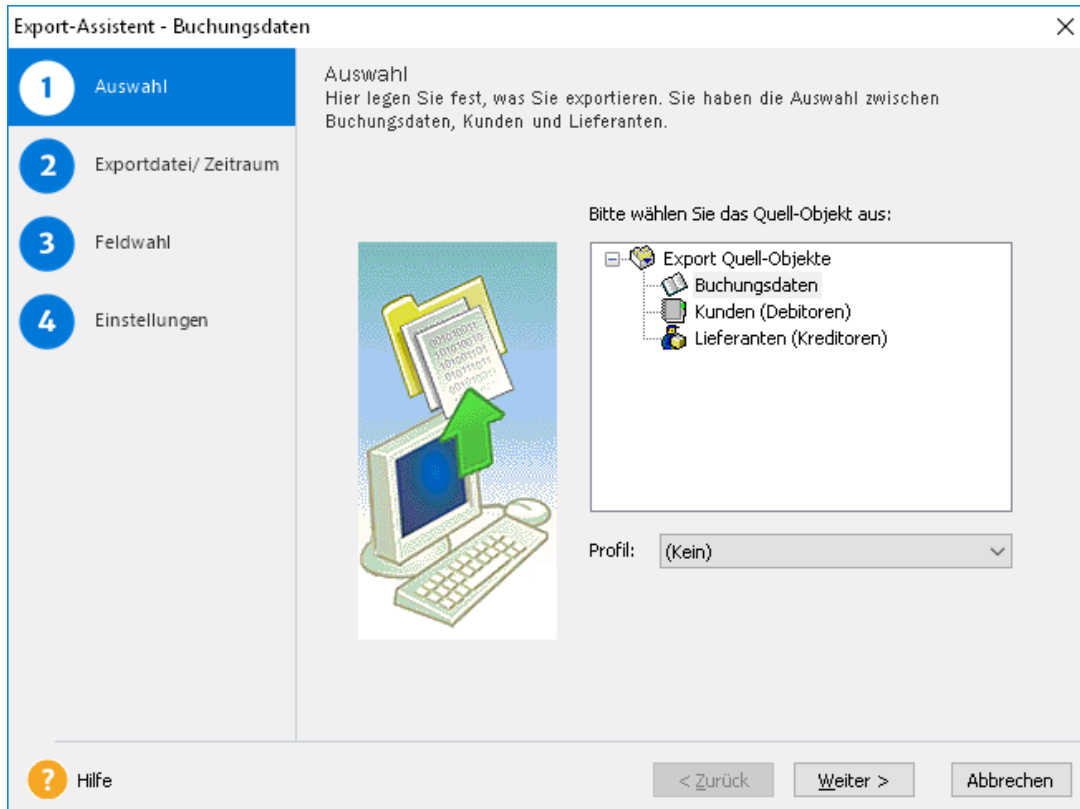 Export-Assistent - Buchungsdaten
1 Auswahl
2 Exportdatei/ Zeitraum
3 Feldwahl
4 Einstellungen
Auswahl
Hier legen Sie fest, was Sie exportieren. Sie haben die Auswahl zwischen
Buchungsdaten, Kunden und Lieferanten.
Bitte wählen Sie das Quell-Objekt aus:
Export Quell-Objekte
Buchungsdaten
Kunden (Debitoren)
Lieferanten (Kreditoren)
Profil: (Kein)
? Hilfe
< Zurück
Weiter >
Abbrechen